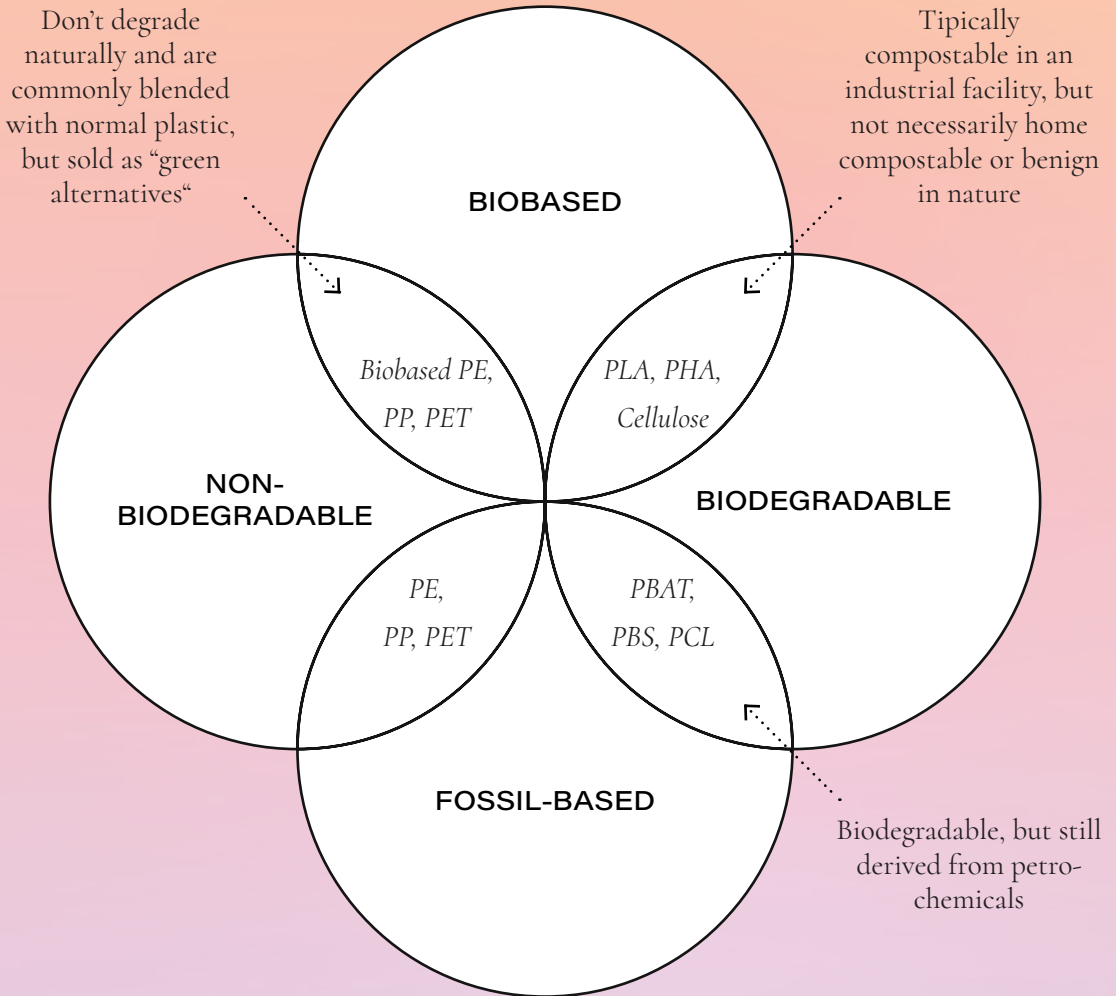 Don’t degrade
naturally and are
commonly blended
with normal plastic,
but sold as “green
alternatives“
Tipically
compostable in an
industrial facility, but
not necessarily home
compostable or benign
in nature
BIOBASED
Biobased PE,
PP, PET
PLA, PHA,
Cellulose
NON-
BIODEGRADABLE
BIODEGRADABLE
PE,
PP, PET
PBAT,
PBS, PCL
FOSSIL-BASED
Biodegradable, but still
derived from petro-
chemicals